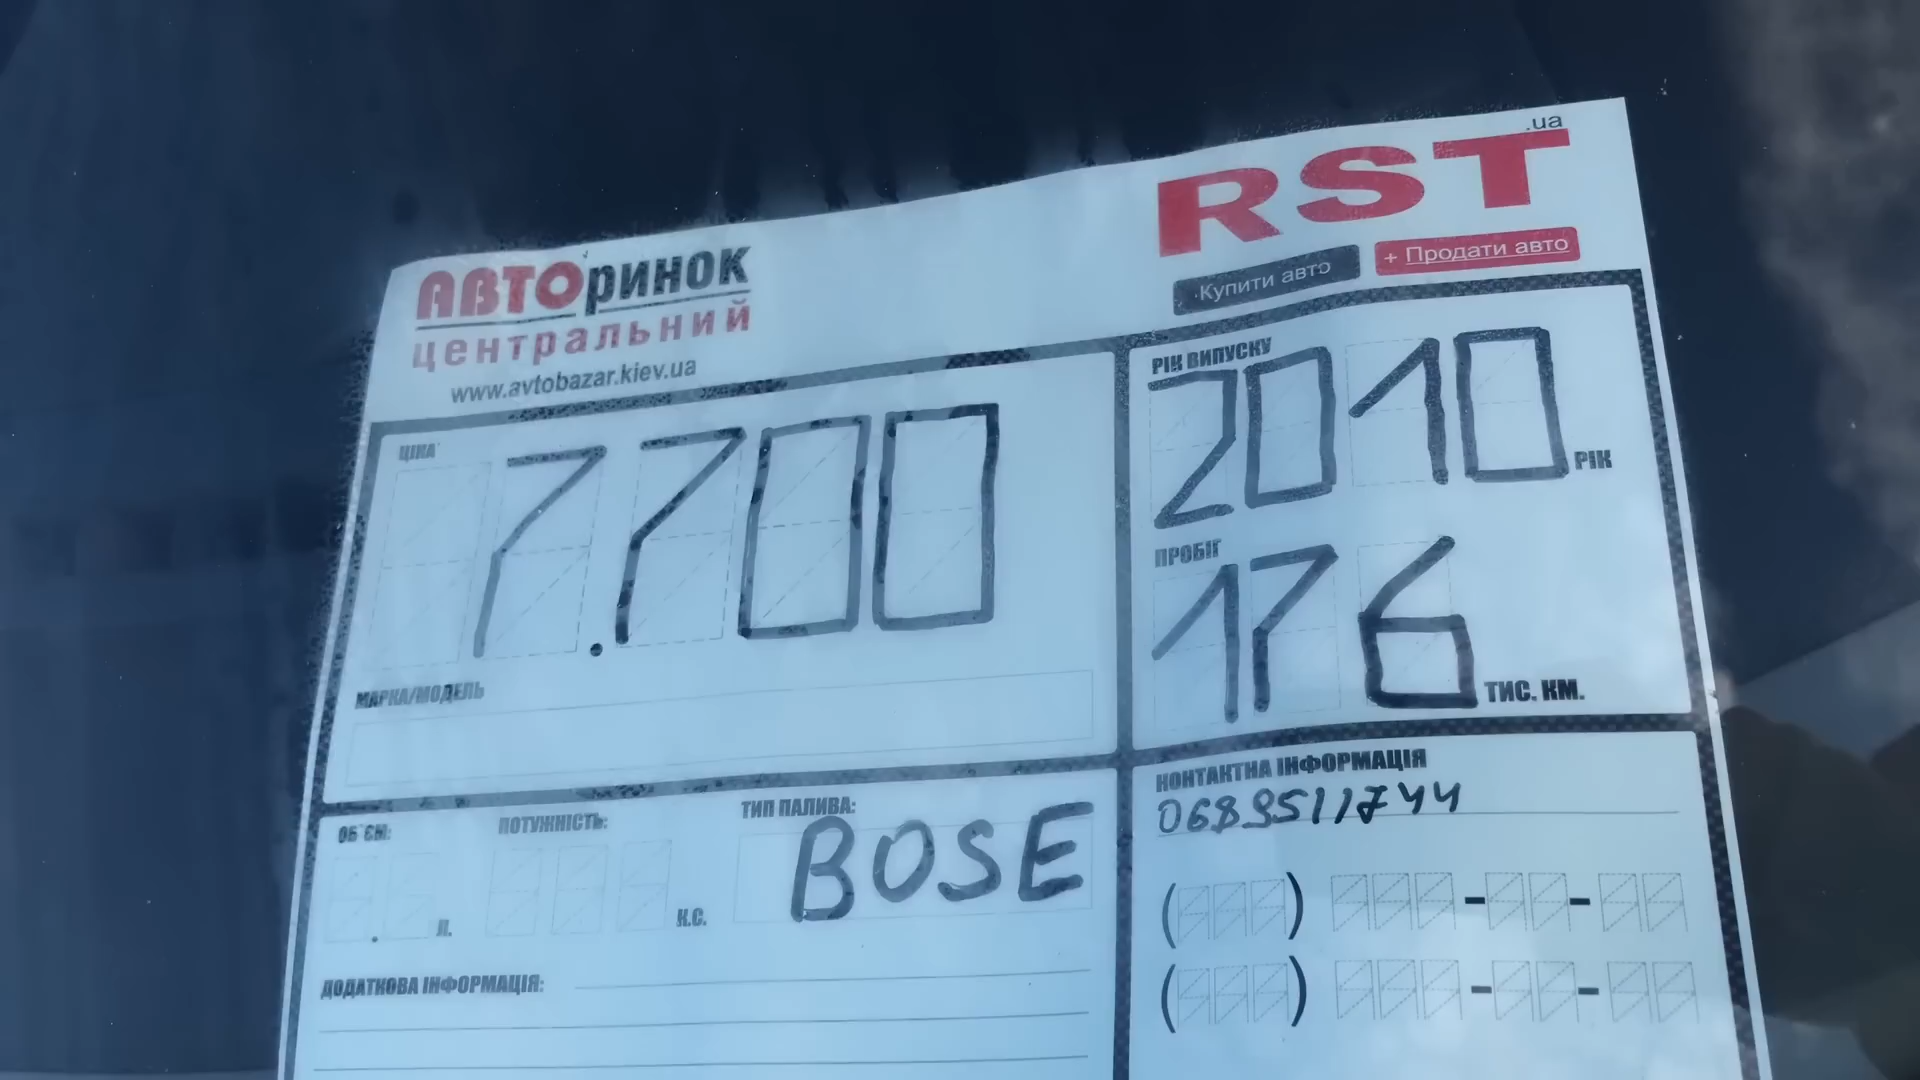 АВТОРИНОК
центральний
www.avtobazar.kiev.ua
.ua
RST
Купити авто
+ Продати авто
ЦІНА
7.700
МАРКА/МОДЕЛЬ
РІК ВИПУСКУ
2010 РІК
ПРОБІГ
176 ТИС. КМ.
ОБ'ЄМ:
. Л.
ПОТУЖНІСТЬ:
К.С.
ТИП ПАЛИВА:
BOSE
КОНТАКТНА ІНФОРМАЦІЯ
0689511744
( ) - -
( ) - -
ДОДАТКОВА ІНФОРМАЦІЯ: